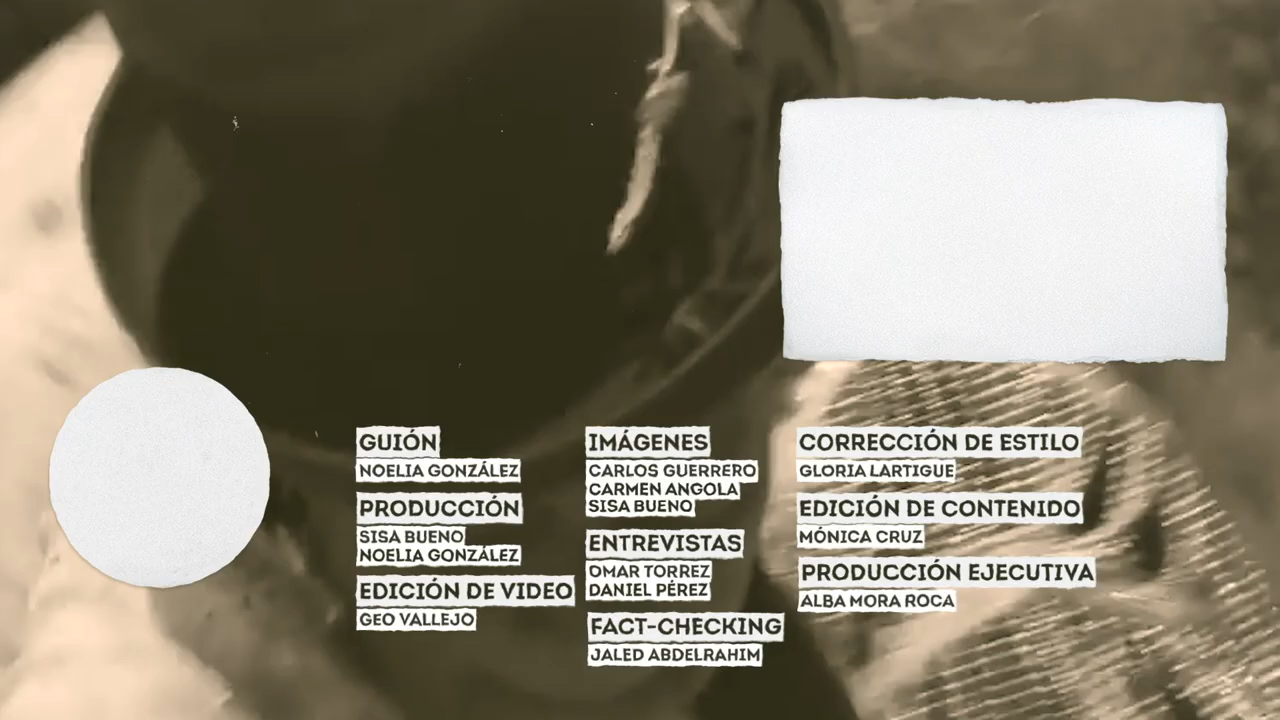 GUIÓN
NOELIA GONZÁLEZ
PRODUCCIÓN
SISA BUENO
NOELIA GONZÁLEZ
EDICIÓN DE VIDEO
GEO VALLEJO
IMÁGENES
CARLOS GUERRERO
CARMEN ANGOLA
SISA BUENO
ENTREVISTAS
OMAR TORREZ
DANIEL PÉREZ
FACT-CHECKING
JALED ABDELRAHIM
CORRECCIÓN DE ESTILO
GLORIA LARTIGUE
EDICIÓN DE CONTENIDO
MÓNICA CRUZ
PRODUCCIÓN EJECUTIVA
ALBA MORA ROCA